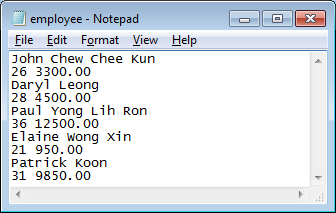 employee - Notepad
File Edit Format View Help
John Chew Chee Kun
26 3300.00
Daryl Leong
28 4500.00
Paul Yong Lih Ron
36 12500.00
Elaine Wong Xin
21 950.00
Patrick Koon
31 9850.00